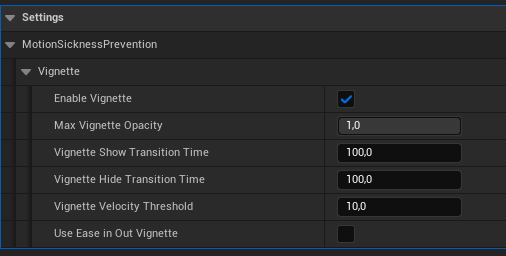 Settings
MotionSicknessPrevention
Vignette
Enable Vignette
Max Vignette Opacity 1,0
Vignette Show Transition Time 100,0
Vignette Hide Transition Time 100,0
Vignette Velocity Threshold 10,0
Use Ease in Out Vignette